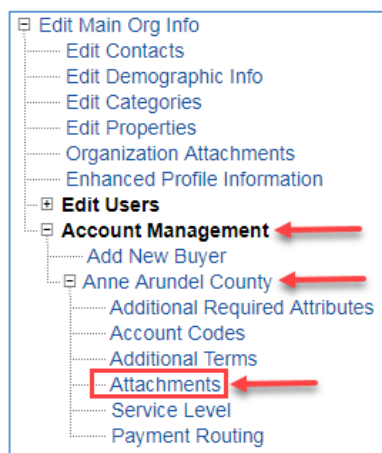 Edit Main Org Info
Edit Contacts
Edit Demographic Info
Edit Categories
Edit Properties
Organization Attachments
Enhanced Profile Information
Edit Users
Account Management
Add New Buyer
Anne Arundel County
Additional Required Attributes
Account Codes
Additional Terms
Attachments
Service Level
Payment Routing